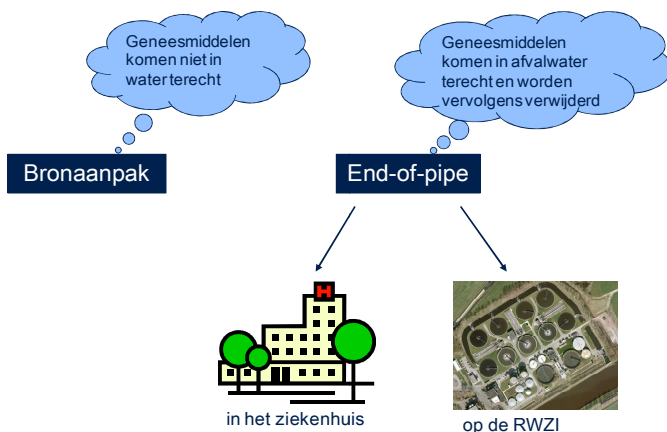 Geneesmiddelen
komen niet in
water terecht
Geneesmiddelen
komen in afvalwater
terecht en worden
vervolgens verwijderd
Bronaanpak
End-of-pipe
H
in het ziekenhuis
op de RWZI